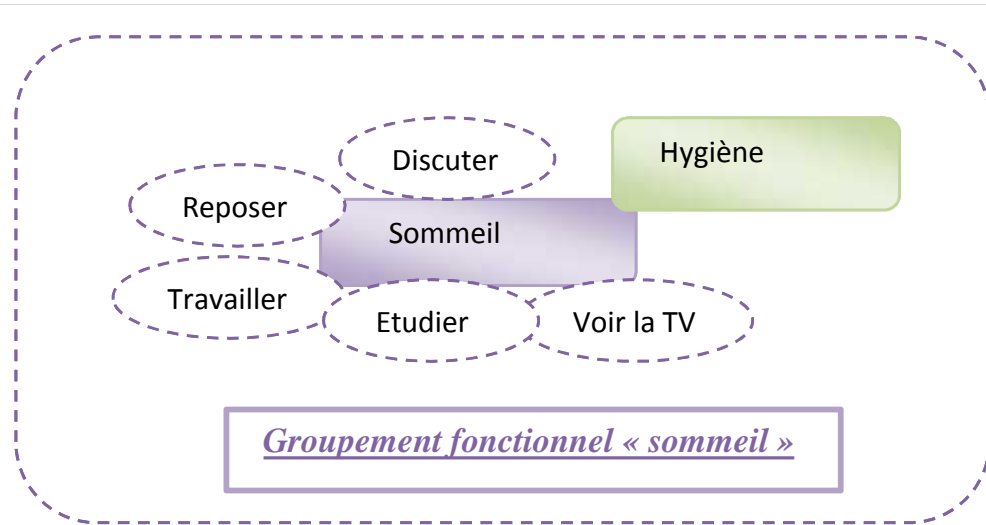 Discuter
Hygiène
Reposer
Sommeil
Travailler
Etudier
Voir la TV
Groupement fonctionnel « sommeil »